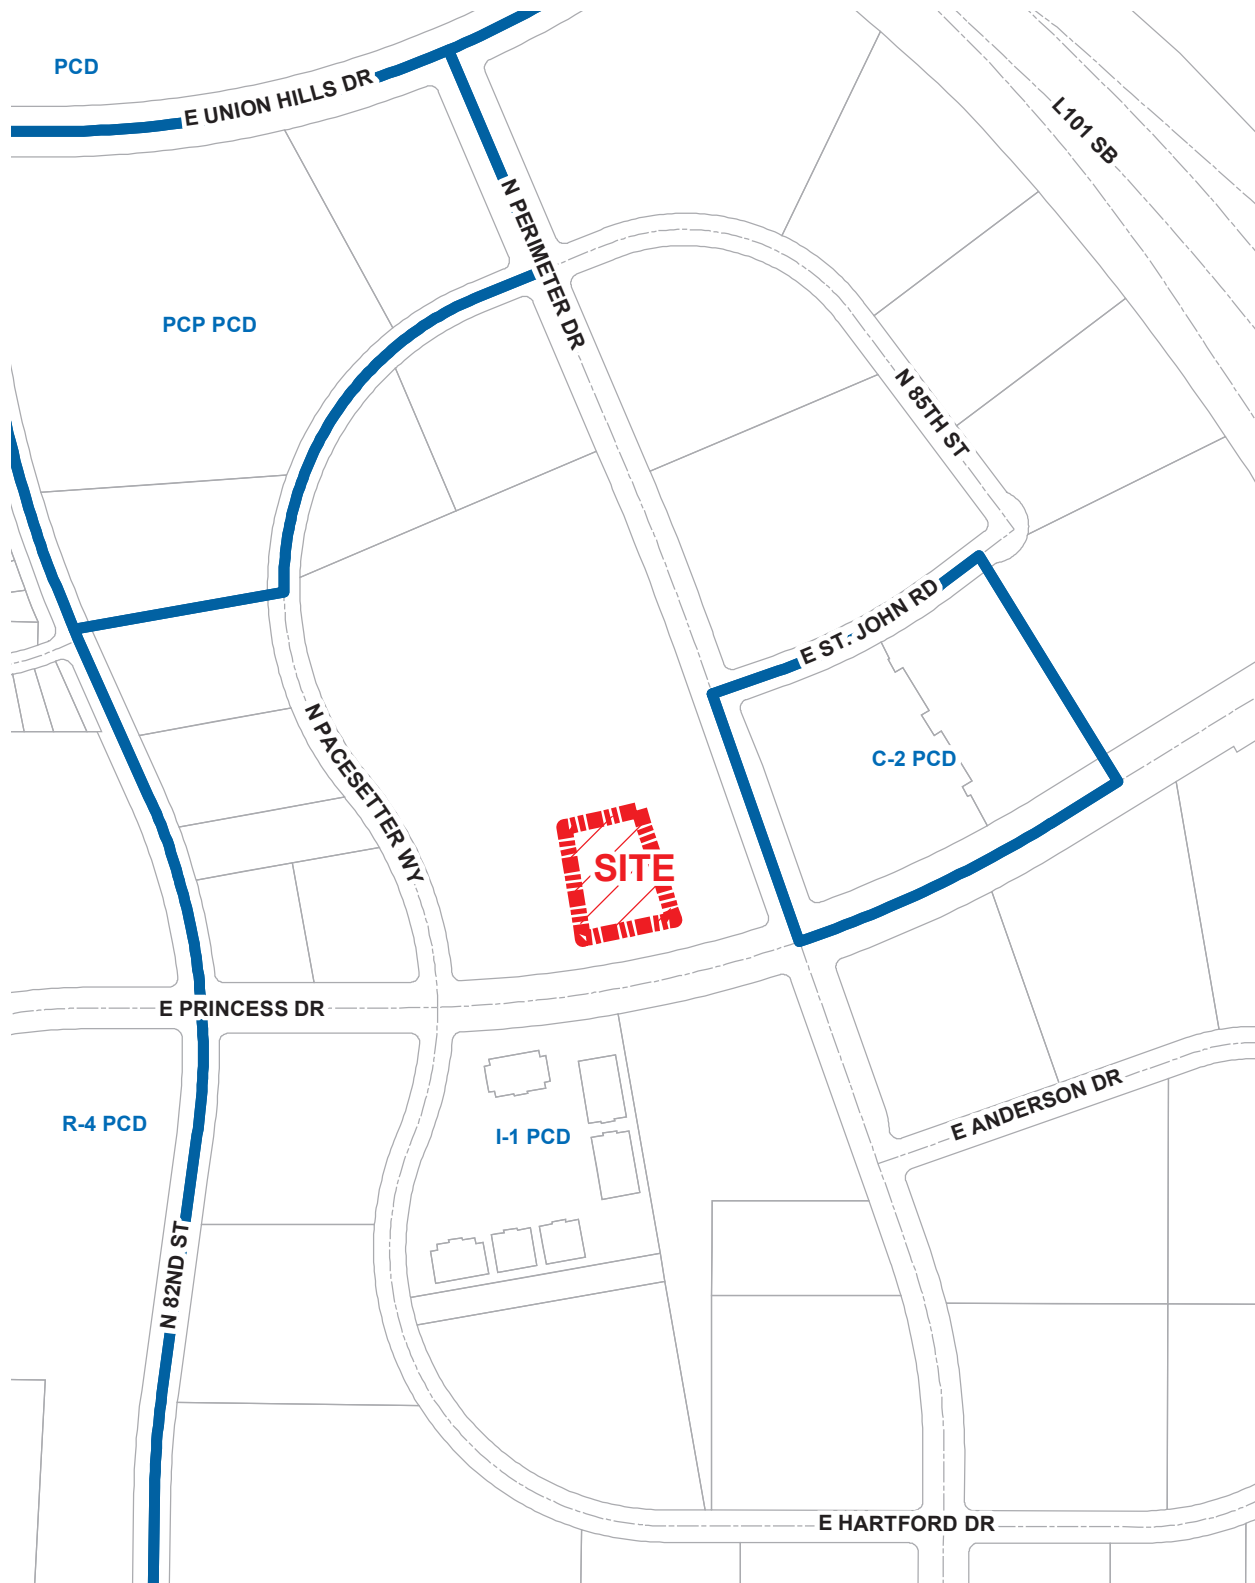 PCD
E UNION HILLS DR
L101 SB
N PERIMETER DR
PCP PCD
N 85TH ST
E ST. JOHN RD
N PACESETTER WY
C-2 PCD
SITE
E PRINCESS DR
R-4 PCD
I-1 PCD
E ANDERSON DR
N 82ND ST
E HARTFORD DR